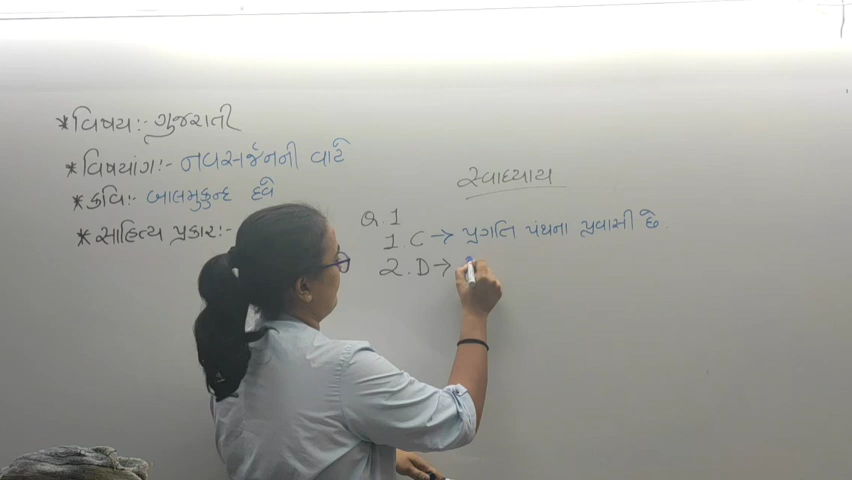 *વિષય:- ગુજરાતી
*વિષયાંગ:- નવસર્જનની વાટે
*કવિ:- બાલમુકુન્દ દવે
*સાહિત્ય પ્રકાર:-
સ્વાધ્યાય
Q.1
1.C→ પ્રગતિ પંથના પ્રવાસી છે.
2.D→